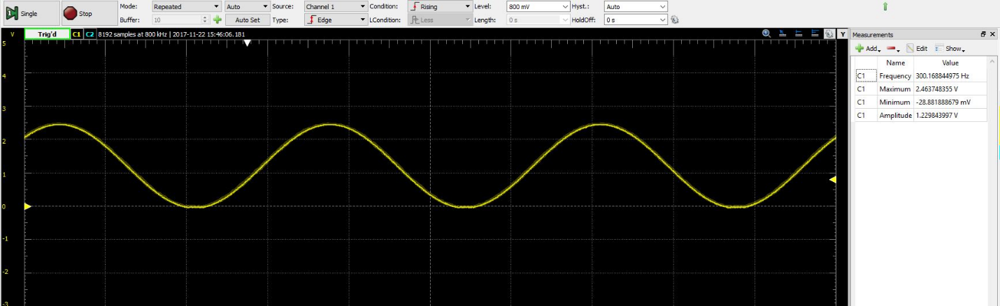 Single
Stop
Mode: Repeated Auto Source: Channel 1 Condition: Rising Level: 800 mV Hyst.: Auto
Buffer: 10 Auto Set Type: Edge LCondition: Less Length: 0 s HoldOff: 0 s
V Trig'd C1 C2 8192 samples at 800 kHz | 2017-11-22 15:46:06.181 Y
5
4
3
2
1
0
-1
-2
-3
Measurements
Add Edit Show
Name Value
C1 Frequency 300.168844975 Hz
C1 Maximum 2.463748355 V
C1 Minimum -28.881888679 mV
C1 Amplitude 1.229843997 V